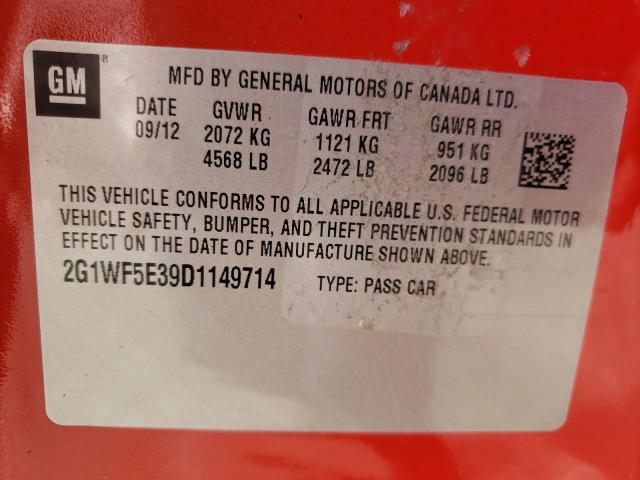 GM ®
MFD BY GENERAL MOTORS OF CANADA LTD.
DATE GVWR GAWR FRT GAWR RR
09/12 2072 KG 1121 KG 951 KG
4568 LB 2472 LB 2096 LB
THIS VEHICLE CONFORMS TO ALL APPLICABLE U.S. FEDERAL MOTOR
VEHICLE SAFETY, BUMPER, AND THEFT PREVENTION STANDARDS IN
EFFECT ON THE DATE OF MANUFACTURE SHOWN ABOVE.
2G1WF5E39D1149714 TYPE: PASS CAR